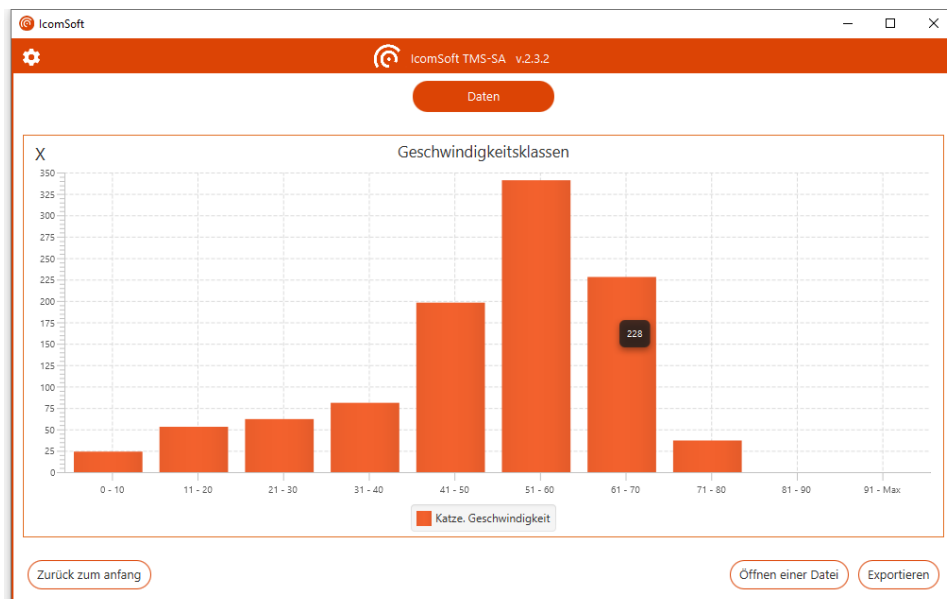 IcomSoft
IcomSoft TMS-SA v.2.3.2
Daten
X
Geschwindigkeitsklassen
350
325
300
275
250
225
200
175
150
125
100
75
50
25
0
228
0 - 10 11 - 20 21 - 30 31 - 40 41 - 50 51 - 60 61 - 70 71 - 80 81 - 90 91 - Max
Katze. Geschwindigkeit
Zurück zum anfang Öffnen einer Datei Exportieren